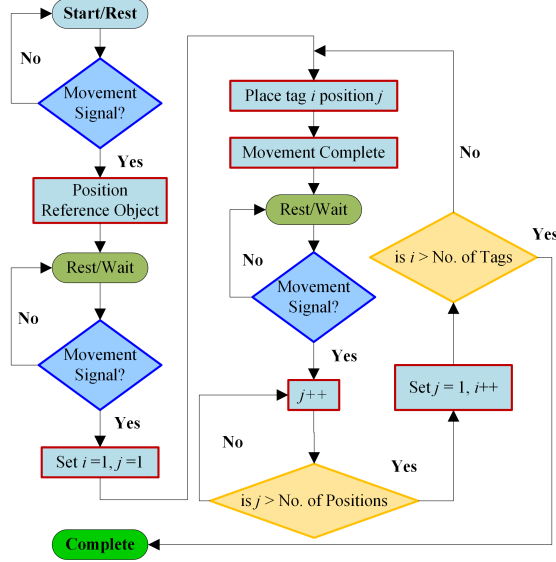 Start/Rest
No
Movement
Signal?
Yes
Position
Reference Object
Rest/Wait
No
Movement
Signal?
Yes
Set i =1, j =1
Place tag i position j
Movement Complete
Rest/Wait
No
Movement
Signal?
Yes
j++
No
is j > No. of Positions
Yes
Set j = 1, i++
is i > No. of Tags
No
Yes
Complete